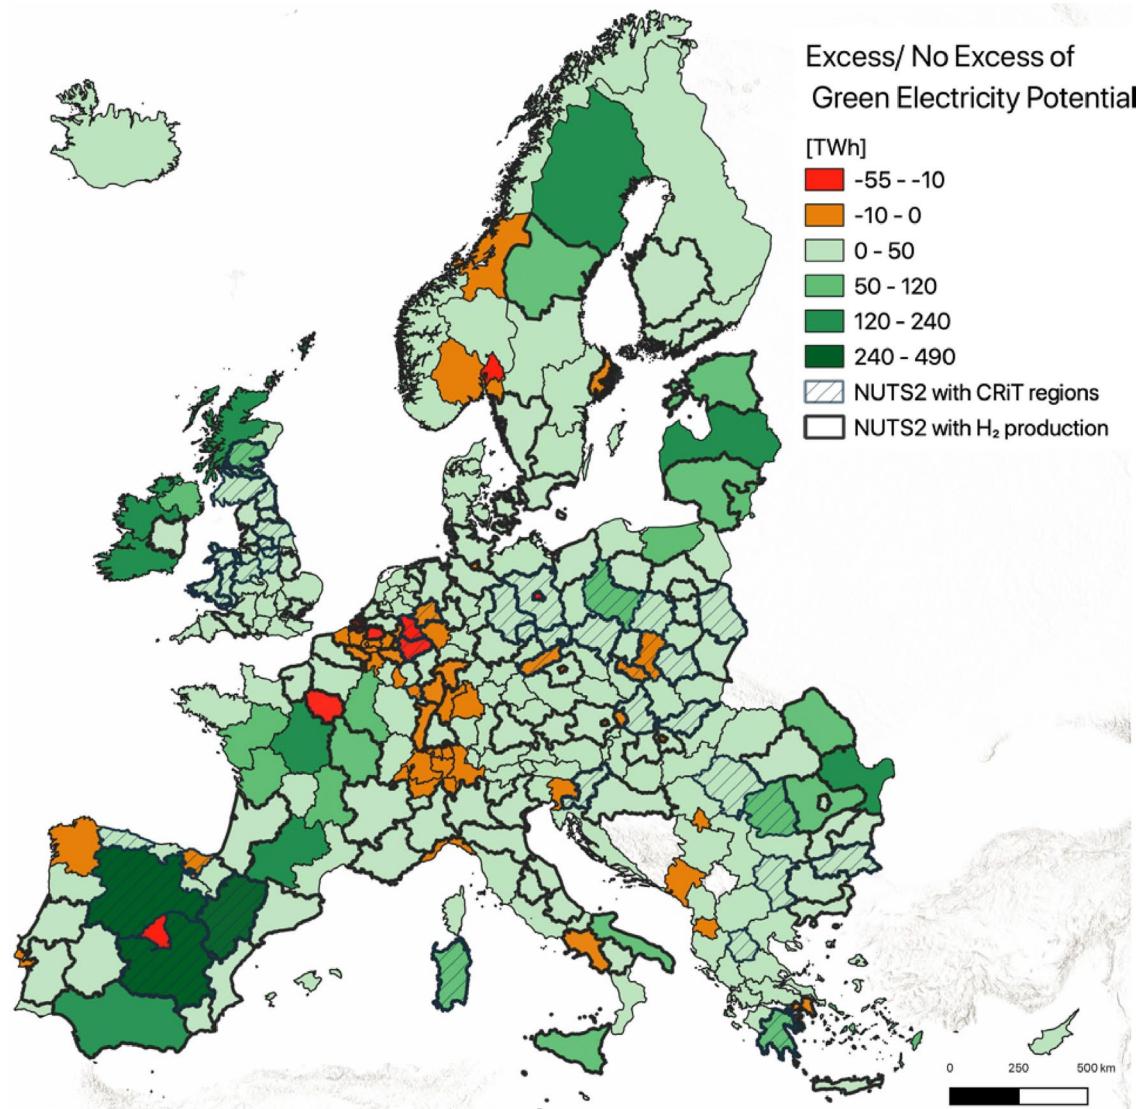 Excess/ No Excess of
Green Electricity Potential
[TWh]
-55 - -10
-10 - 0
0 - 50
50 - 120
120 - 240
240 - 490
NUTS2 with CRiT regions
NUTS2 with H₂ production
0 250 500 km